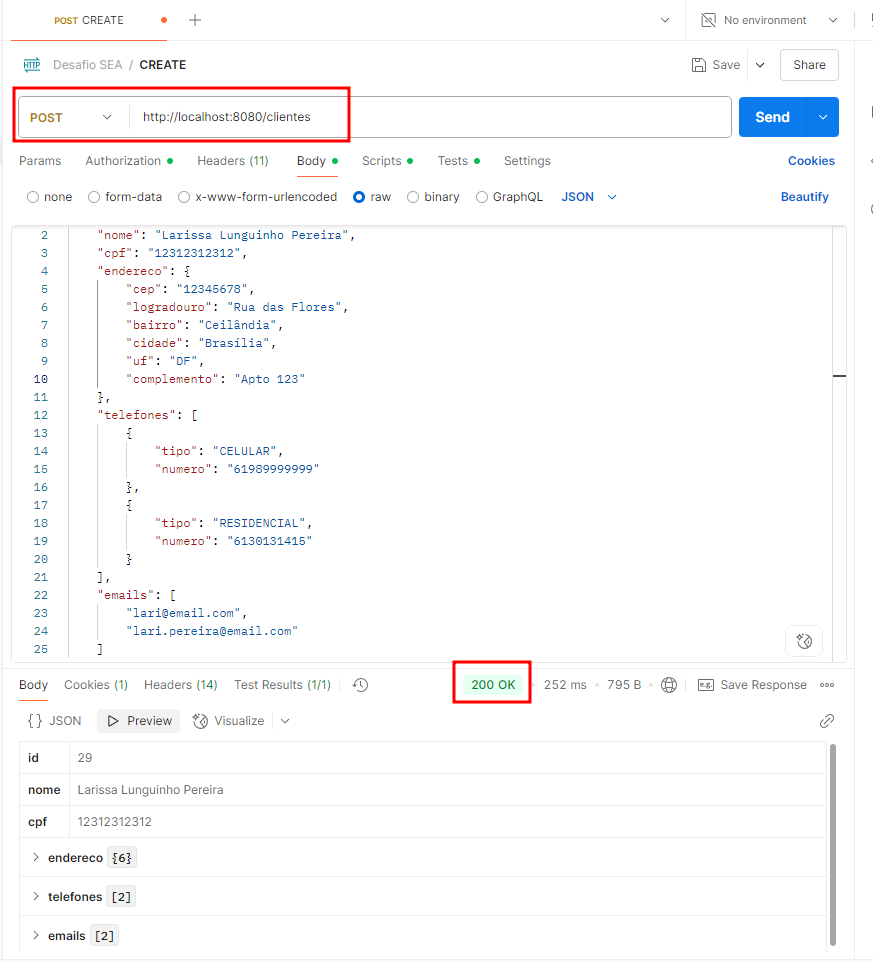 POST CREATE
No environment
HTTP Desafio SEA / CREATE
Save
Share
POST http://localhost:8080/clientes
Send
Params Authorization Headers (11) Body Scripts Tests Settings Cookies
none form-data x-www-form-urlencoded raw binary GraphQL JSON Beautify
2 "nome": "Larissa Lunguinho Pereira",
3 "cpf": "12312312312",
4 "endereco": {
5 "cep": "12345678",
6 "logradouro": "Rua das Flores",
7 "bairro": "Ceilândia",
8 "cidade": "Brasília",
9 "uf": "DF",
10 "complemento": "Apto 123"
11 },
12 "telefones": [
13 {
14 "tipo": "CELULAR",
15 "numero": "61989999999"
16 },
17 {
18 "tipo": "RESIDENCIAL",
19 "numero": "6130131415"
20 }
21 ],
22 "emails": [
23 "lari@email.com",
24 "lari.pereira@email.com"
25 ]
Body Cookies (1) Headers (14) Test Results (1/1) 200 OK • 252 ms • 795 B • e.g. Save Response
{} JSON Preview Visualize
id 29
nome Larissa Lunguinho Pereira
cpf 12312312312
endereco {6}
telefones [2]
emails [2]